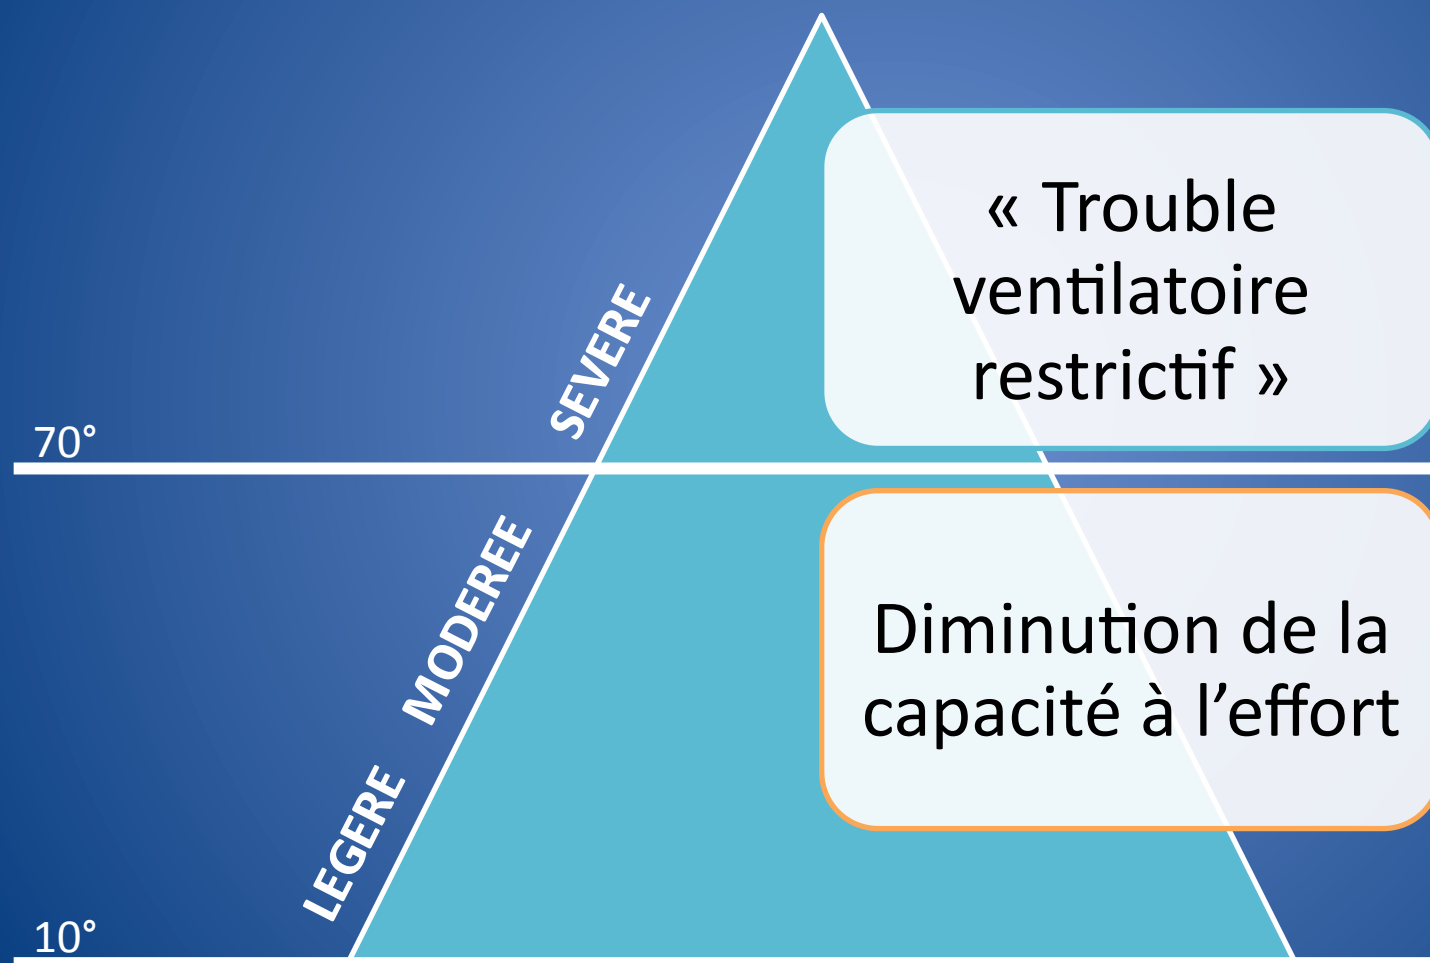 « Trouble
ventilatoire
restrictif »
SEVERE
70°
MODEREE
Diminution de la
capacité à l’effort
LEGERE
10°